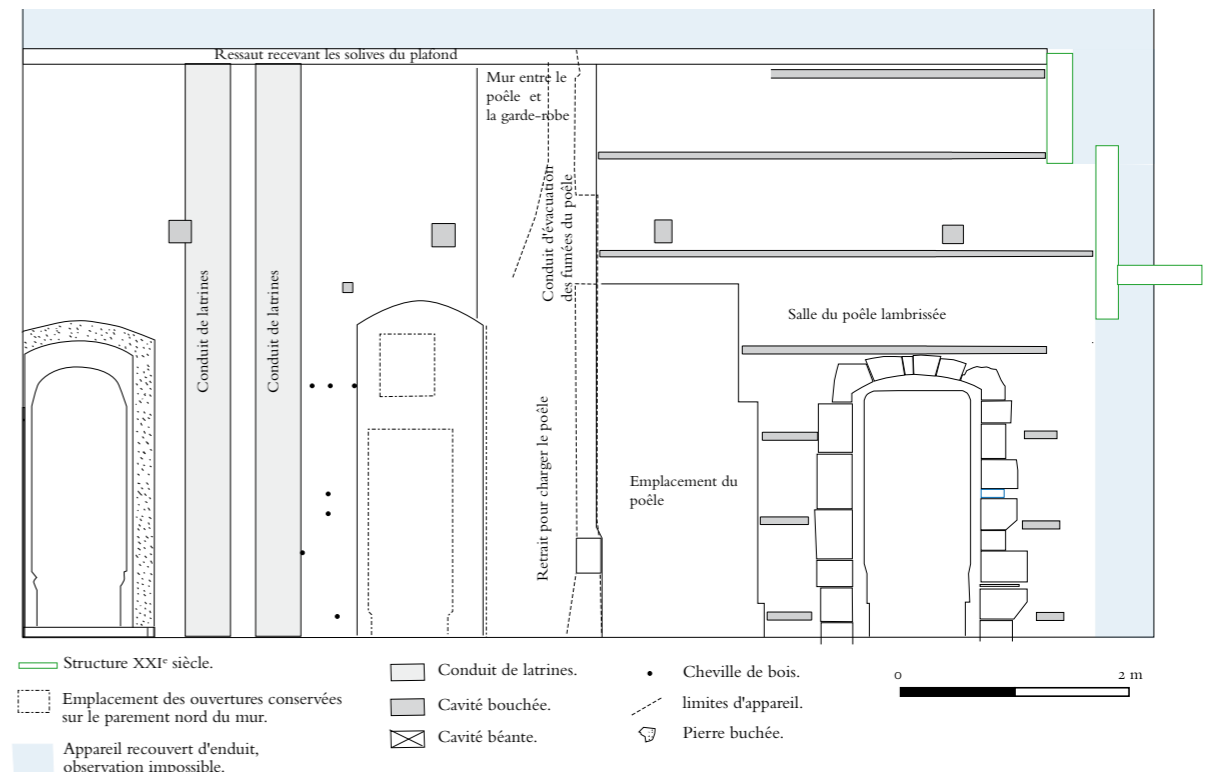 Ressaut recevant les solives du plafond
Mur entre le
poêle et
la garde-robe
Conduit d'évacuation
des fumées du poêle
Conduit de latrines
Conduit de latrines
Salle du poêle lambrissée
Retrait pour charger le poêle
Emplacement du
poêle
Structure XXIe siècle.
Emplacement des ouvertures conservées
sur le parement nord du mur.
Appareil recouvert d'enduit,
observation impossible.
Conduit de latrines.
Cavité bouchée.
Cavité béante.
Cheville de bois.
limites d'appareil.
Pierre buchée.
0 2 m